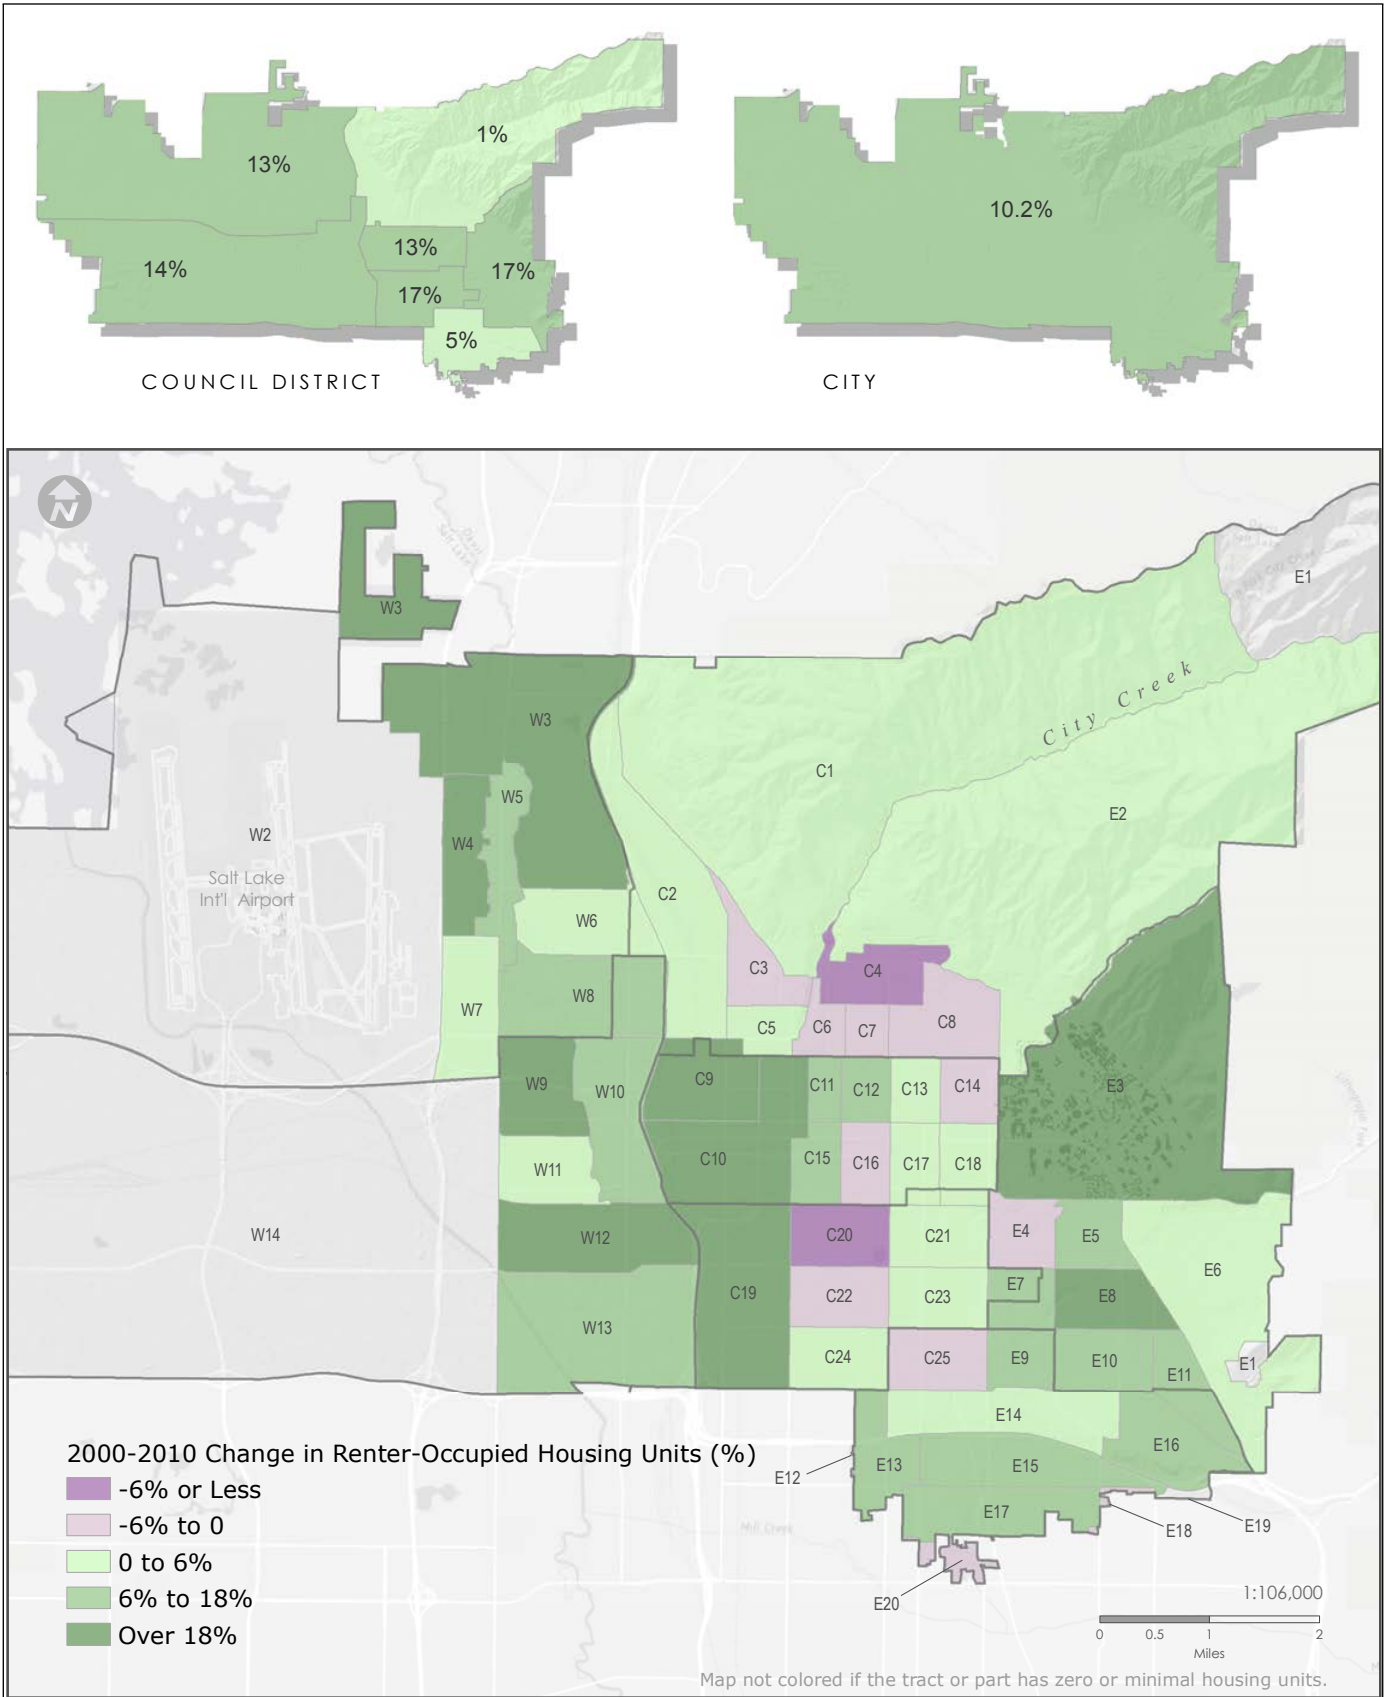 1%
13%
13%
14%
17%
17%
5%
COUNCIL DISTRICT
10.2%
CITY
N
E1
W3
City Creek
W3
C1
W5
E2
W2
W4
Salt Lake
Int'l Airport
C2
W6
C3
C4
W8
W7
C5
C6
C7
C8
C9
W9
W10
C11
C12
C13
C14
E3
C10
C15
C16
C17
C18
W11
W14
W12
C20
C21
E4
E5
E6
C19
C22
C23
E7
E8
W13
C24
C25
E9
E10
E11
E1
E14
2000-2010 Change in Renter-Occupied Housing Units (%)
E16
E12
E13
E15
-6% or Less
E17
-6% to 0
E18
E19
Mill Creek
0 to 6%
6% to 18%
E20
1:106,000
Over 18%
0 0.5 1 2
Miles
Map not colored if the tract or part has zero or minimal housing units.